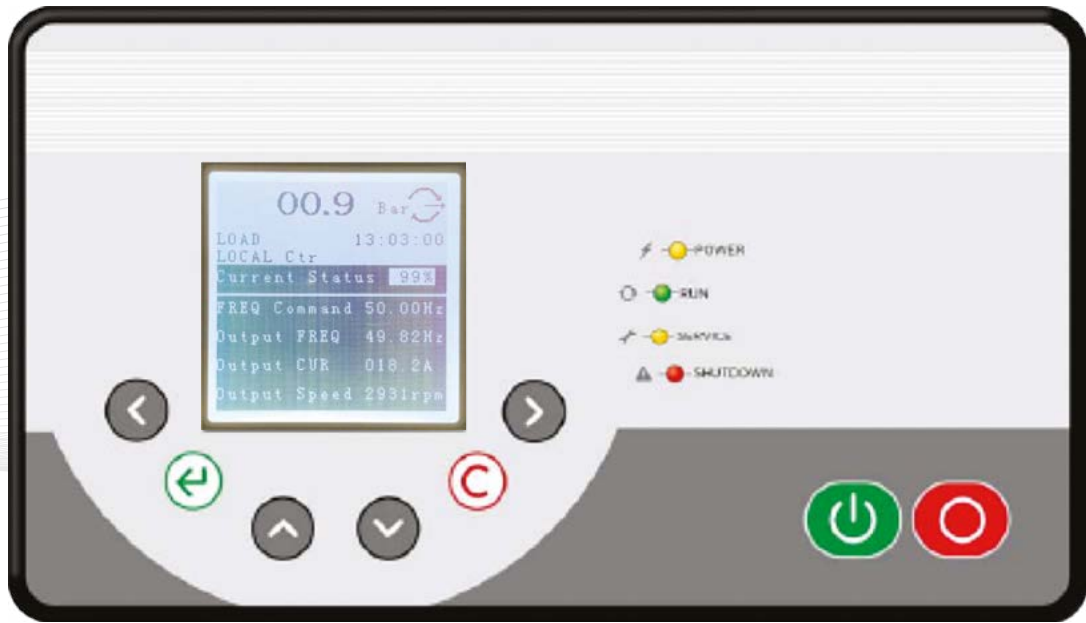 00.9 Bar
LOAD 13:03:00
LOCAL Ctr
Current Status 99%
FREQ Command 50.00Hz
Output FREQ 49.82Hz
Output CUR 018.2A
Output Speed 2931rpm
POWER
RUN
SERVICE
SHUTDOWN
C